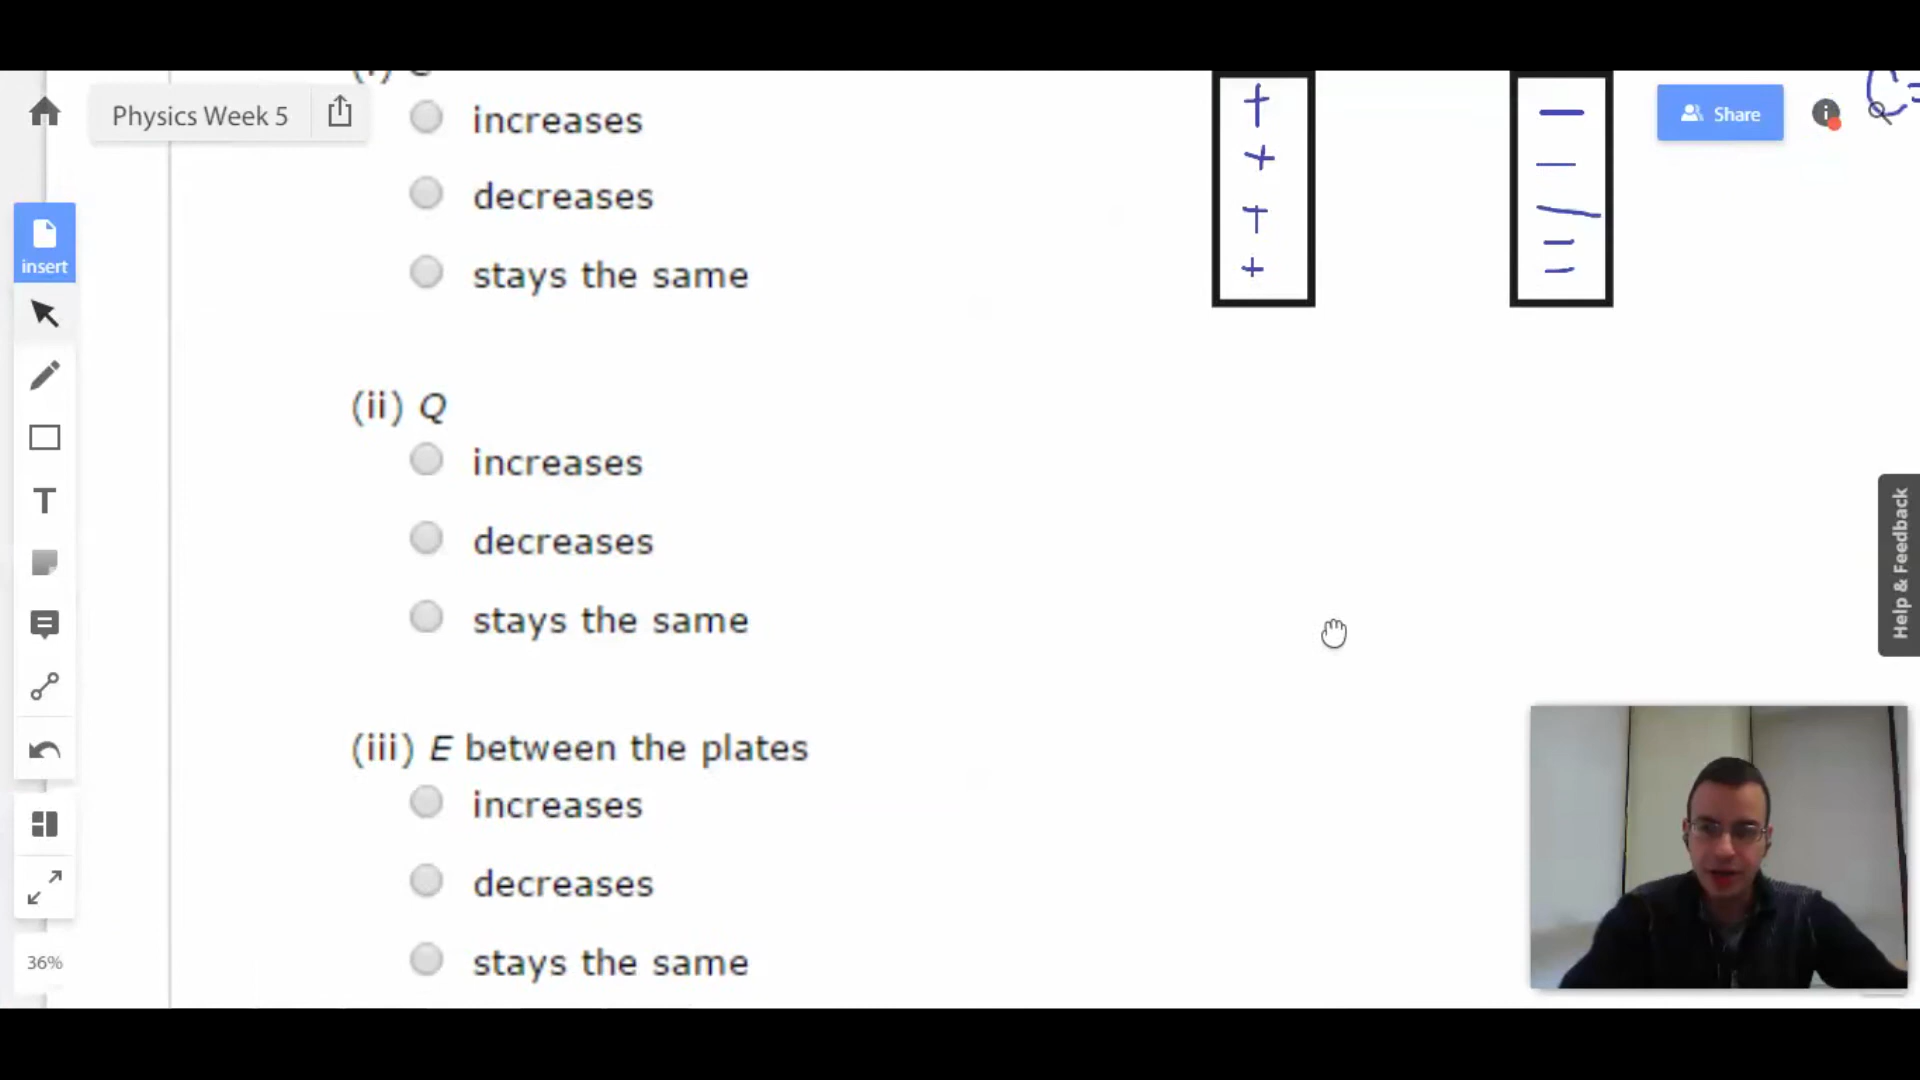 Physics Week 5
Share
insert
T
36%
Help & Feedback
increases
decreases
stays the same
(ii) Q
increases
decreases
stays the same
(iii) E between the plates
increases
decreases
stays the same
+ —
+ —
+ —
+ —
—